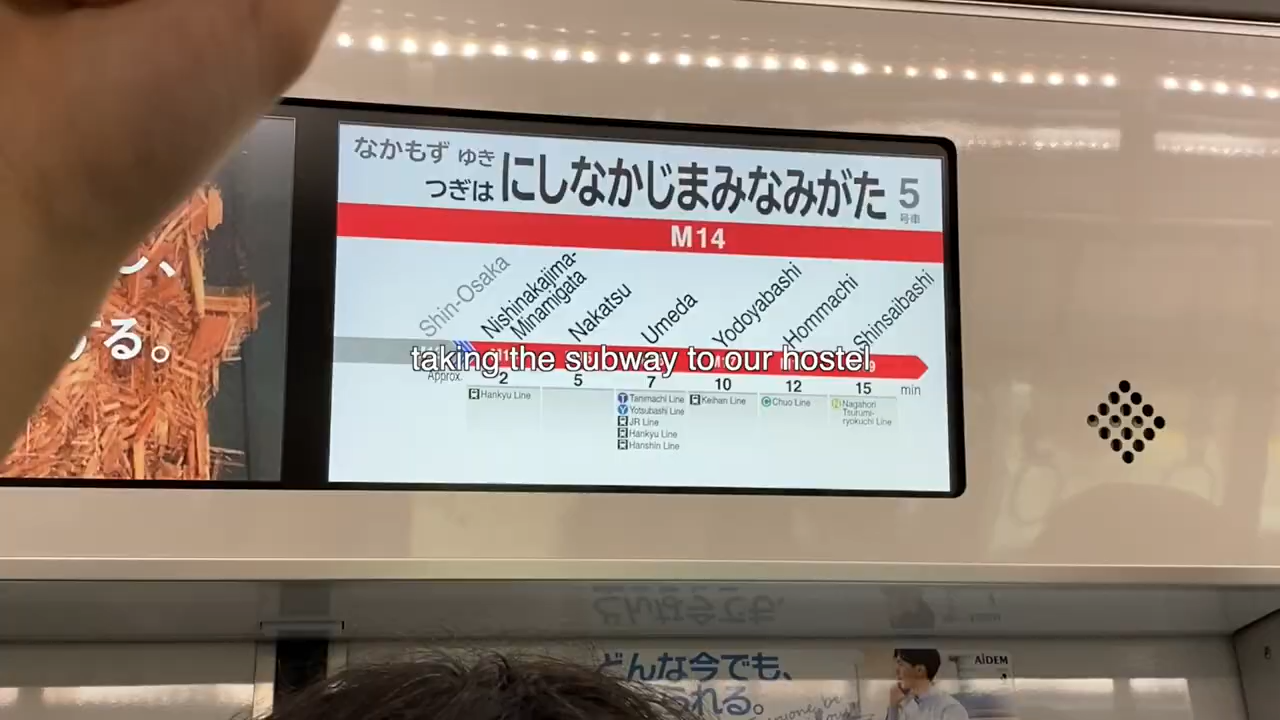 なかもず ゆき
つぎは にしなかじまみなみがた 5
号車
M14
Shin-Osaka
Nishinakajima-
Minamigata
Nakatsu
Umeda
Yodoyabashi
Hommachi
Shinsaibashi
taking the subway to our hostel
Approx. 2 5 7 10 12 15 min
Hankyu Line
T Tanimachi Line
Y Yotsubashi Line
JR Line
Hankyu Line
Hanshin Line
Keihan Line
C Chuo Line
N Nagahori
Tsurumi-
ryokuchi Line
る。
どんな今でも、
AIDEM
れる。